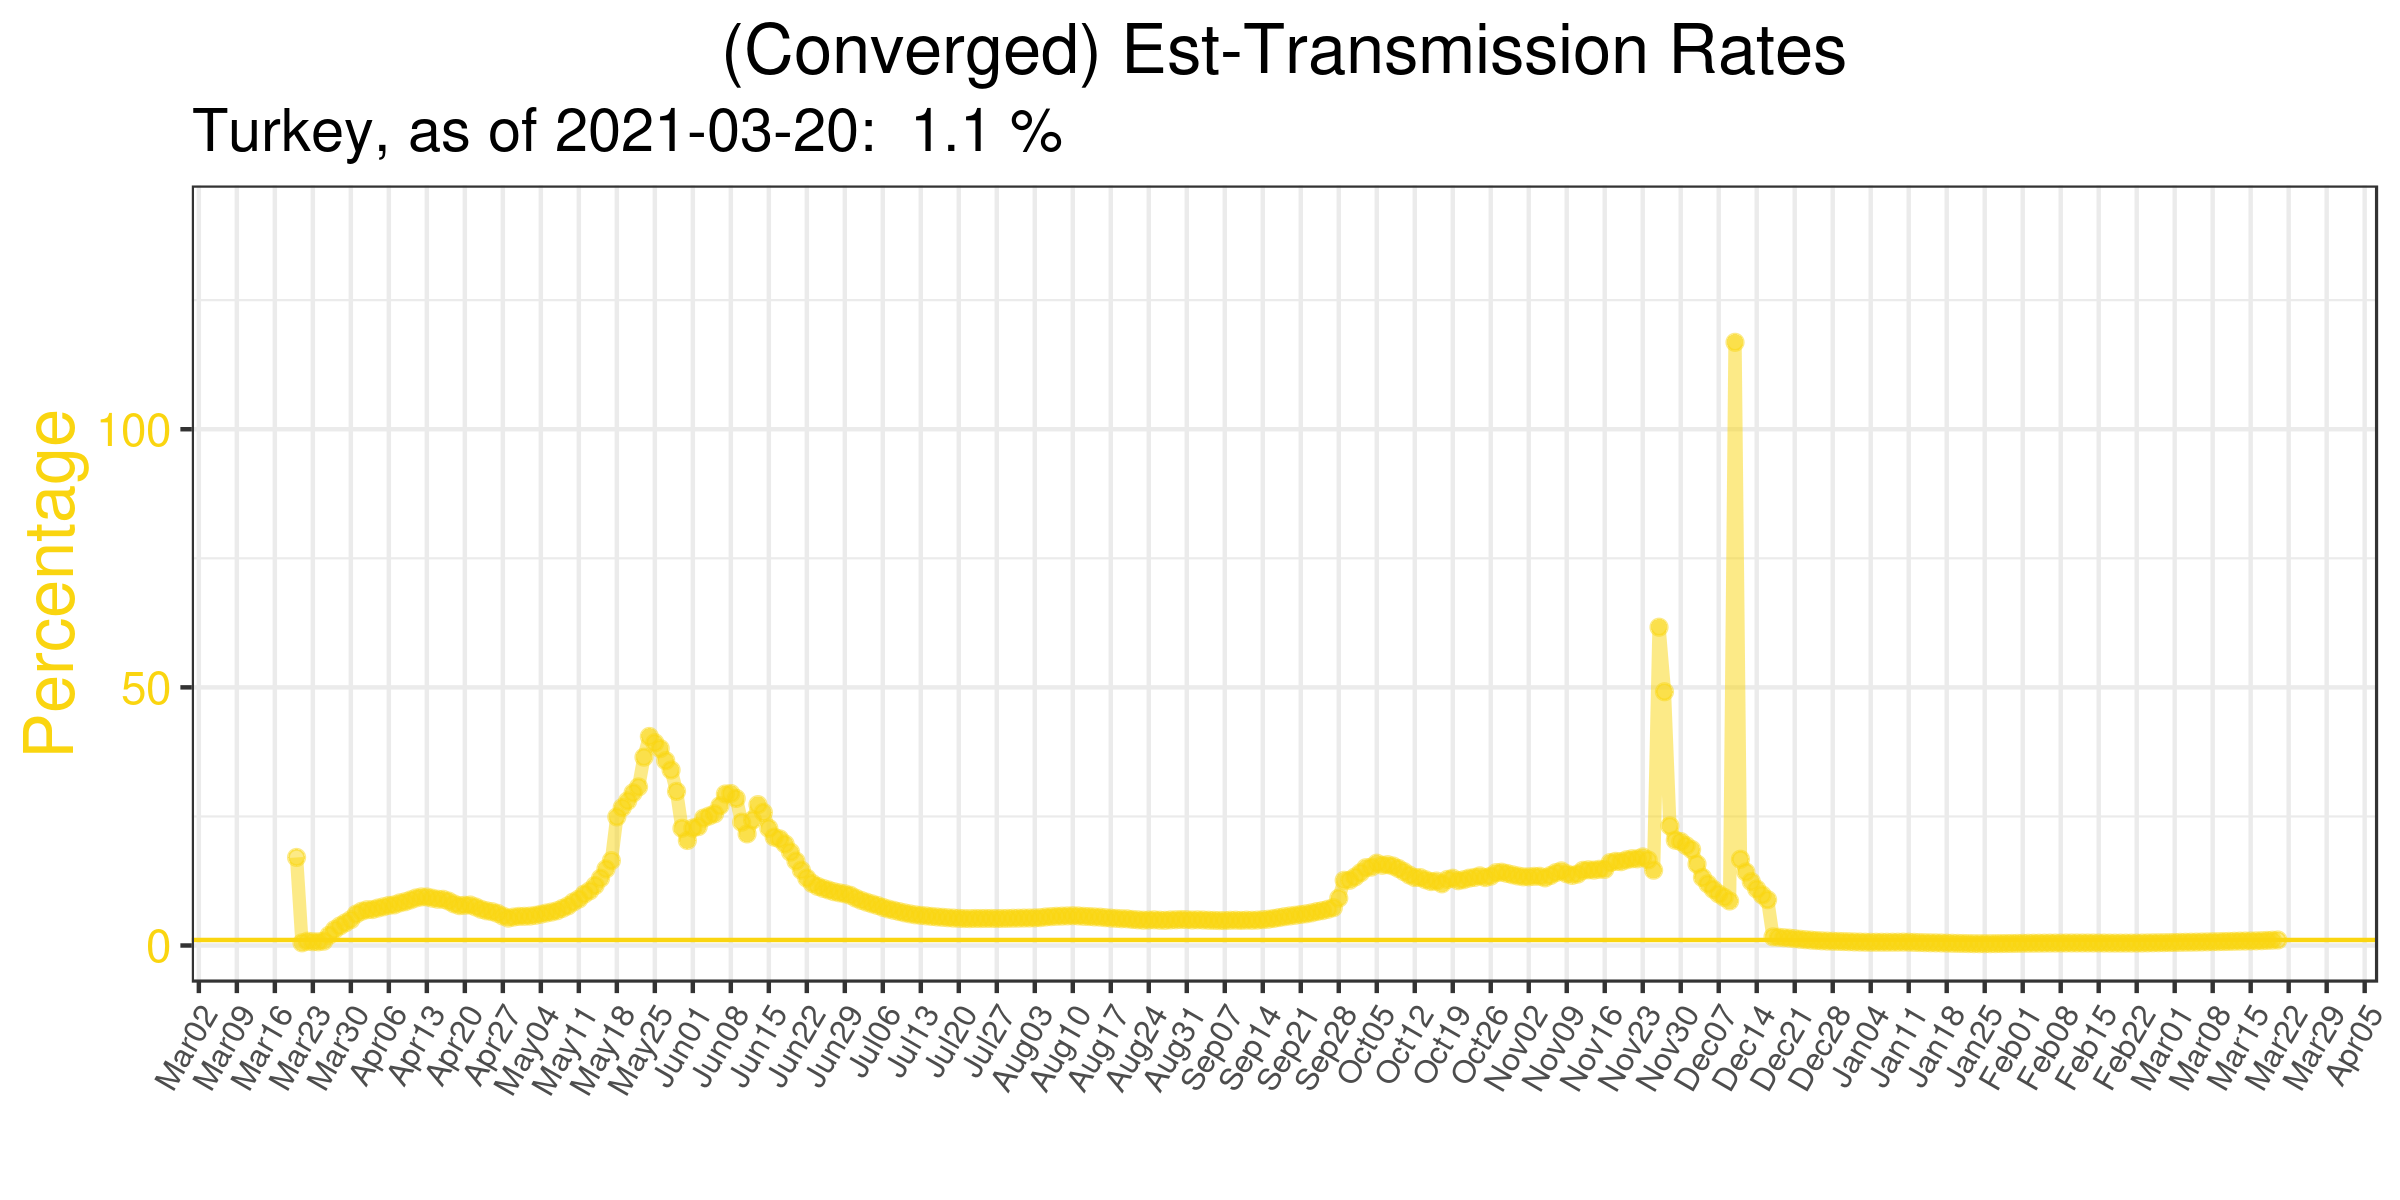 (Converged) Est-Transmission Rates
Turkey, as of 2021-03-20:  1.1 %
Percentage
100
50
0
Mar02
Mar09
Mar16
Mar23
Mar30
Apr06
Apr13
Apr20
Apr27
May04
May11
May18
May25
Jun01
Jun08
Jun15
Jun22
Jun29
Jul06
Jul13
Jul20
Jul27
Aug03
Aug10
Aug17
Aug24
Aug31
Sep07
Sep14
Sep21
Sep28
Oct05
Oct12
Oct19
Oct26
Nov02
Nov09
Nov16
Nov23
Nov30
Dec07
Dec14
Dec21
Dec28
Jan04
Jan11
Jan18
Jan25
Feb01
Feb08
Feb15
Feb22
Mar01
Mar08
Mar15
Mar22
Mar29
Apr05